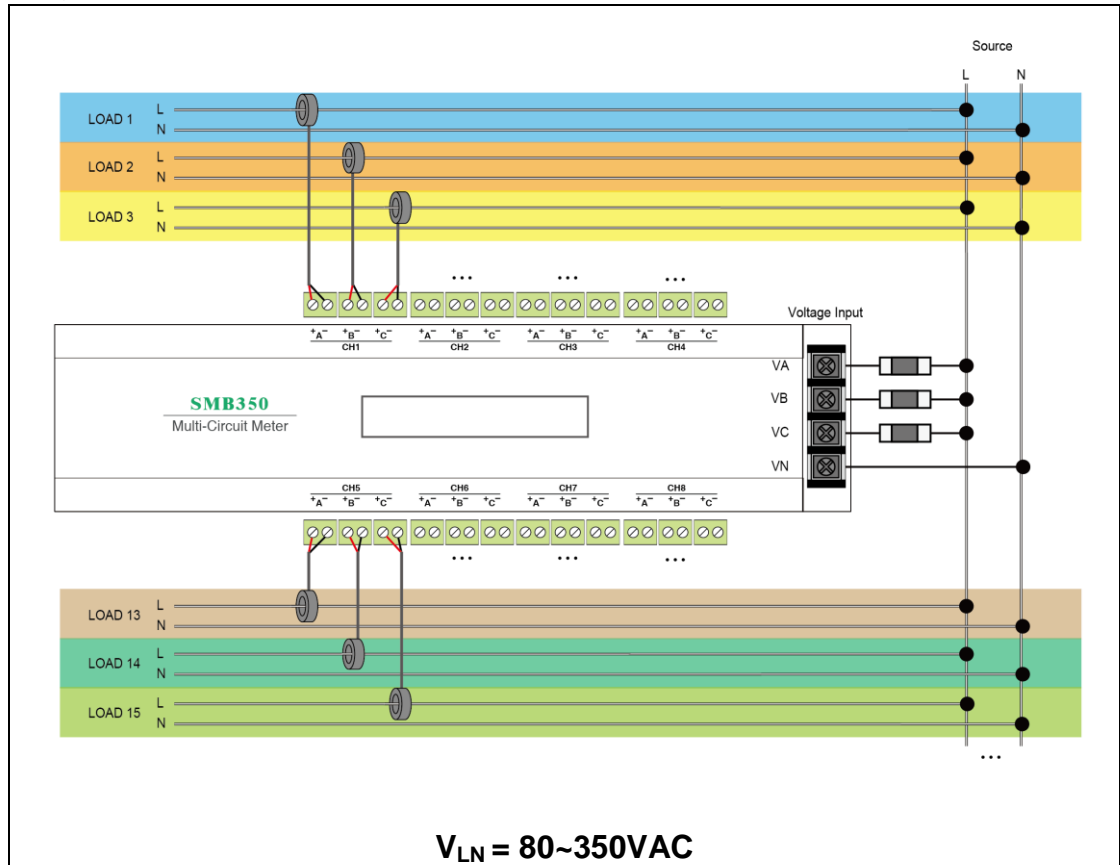 Source
L N
LOAD 1 L
N
LOAD 2 L
N
LOAD 3 L
N
... ... ...
+A- +B- +C- +A- +B- +C- +A- +B- +C- +A- +B- +C-
CH1 CH2 CH3 CH4
Voltage Input
VA
VB
VC
VN
SMB350
Multi-Circuit Meter
CH5 CH6 CH7 CH8
+A- +B- +C- +A- +B- +C- +A- +B- +C- +A- +B- +C-
... ... ...
LOAD 13 L
N
LOAD 14 L
N
LOAD 15 L
N
...
VLN = 80~350VAC